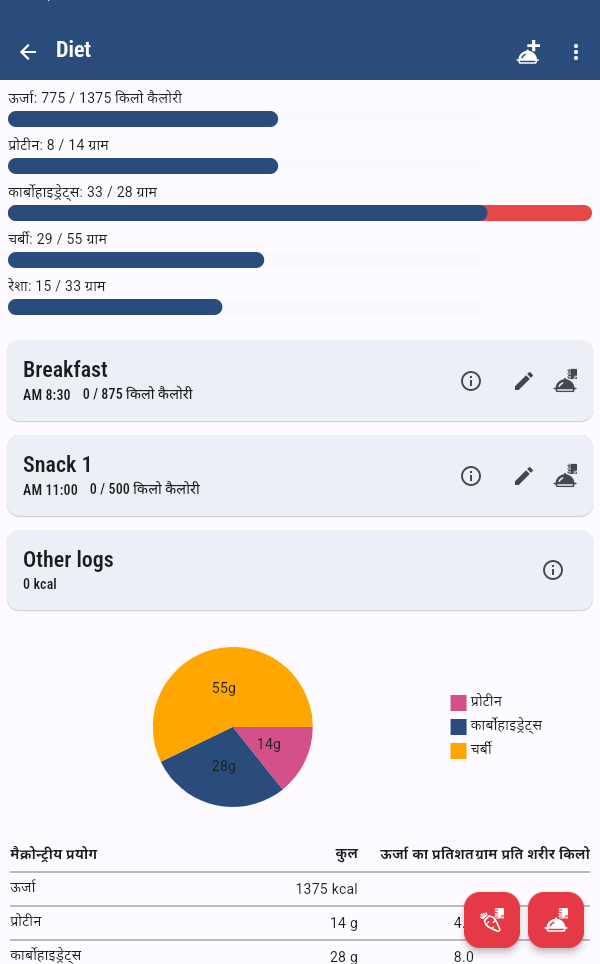 Diet
ऊर्जा: 775 / 1375 किलो कैलोरी
प्रोटीन: 8 / 14 ग्राम
कार्बोहाइड्रेट्स: 33 / 28 ग्राम
चर्बी: 29 / 55 ग्राम
रेशा: 15 / 33 ग्राम
Breakfast
AM 8:30 0 / 875 किलो कैलोरी
Snack 1
AM 11:00 0 / 500 किलो कैलोरी
Other logs
0 kcal
55g
14g
28g
प्रोटीन
कार्बोहाइड्रेट्स
चर्बी
मैक्रोन्ट्रीय प्रयोग कुल ऊर्जा का प्रतिशत ग्राम प्रति शरीर किलो
ऊर्जा 1375 kcal
प्रोटीन 14 g 4.
कार्बोहाइड्रेट्स 28 g 8.0